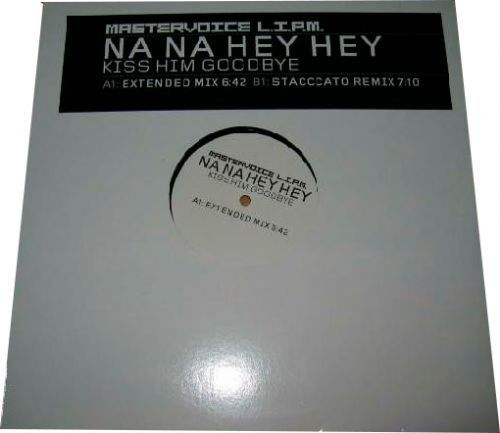 MASTERVOICE L.I.P.M.
NA NA HEY HEY
KISS HIM GOODBYE
A1: EXTENDED MIX 6:42 B1: STACCCATO REMIX 7:10
MASTERVOICE L.I.P.M.
NA NA HEY HEY
KISS HIM GOODBYE
A1: EXTENDED MIX 6:42